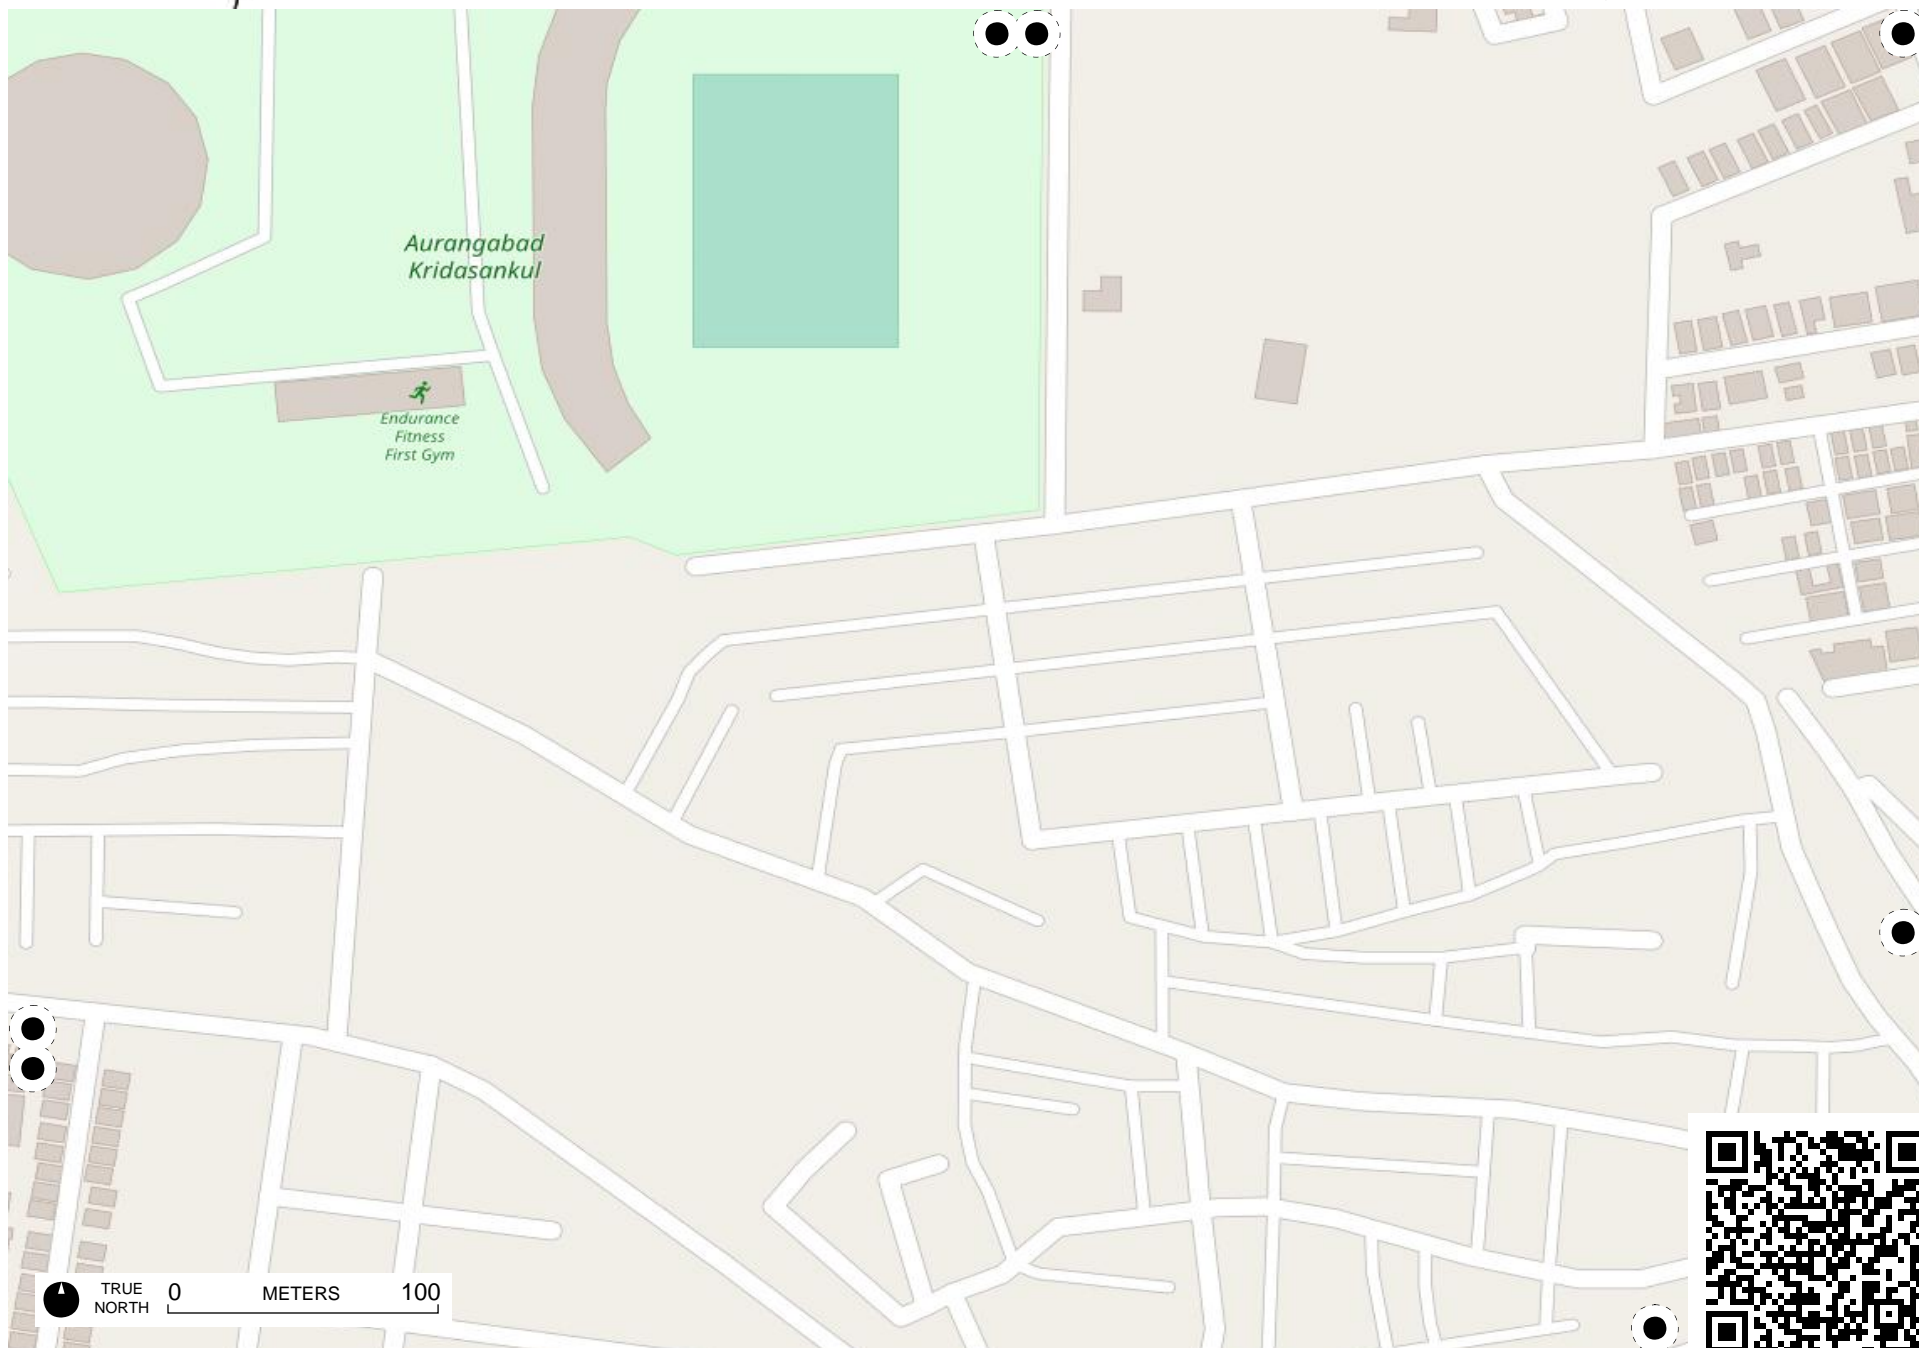 Aurangabad
Kridasankul
Endurance
Fitness
First Gym
TRUE
NORTH
0 METERS 100